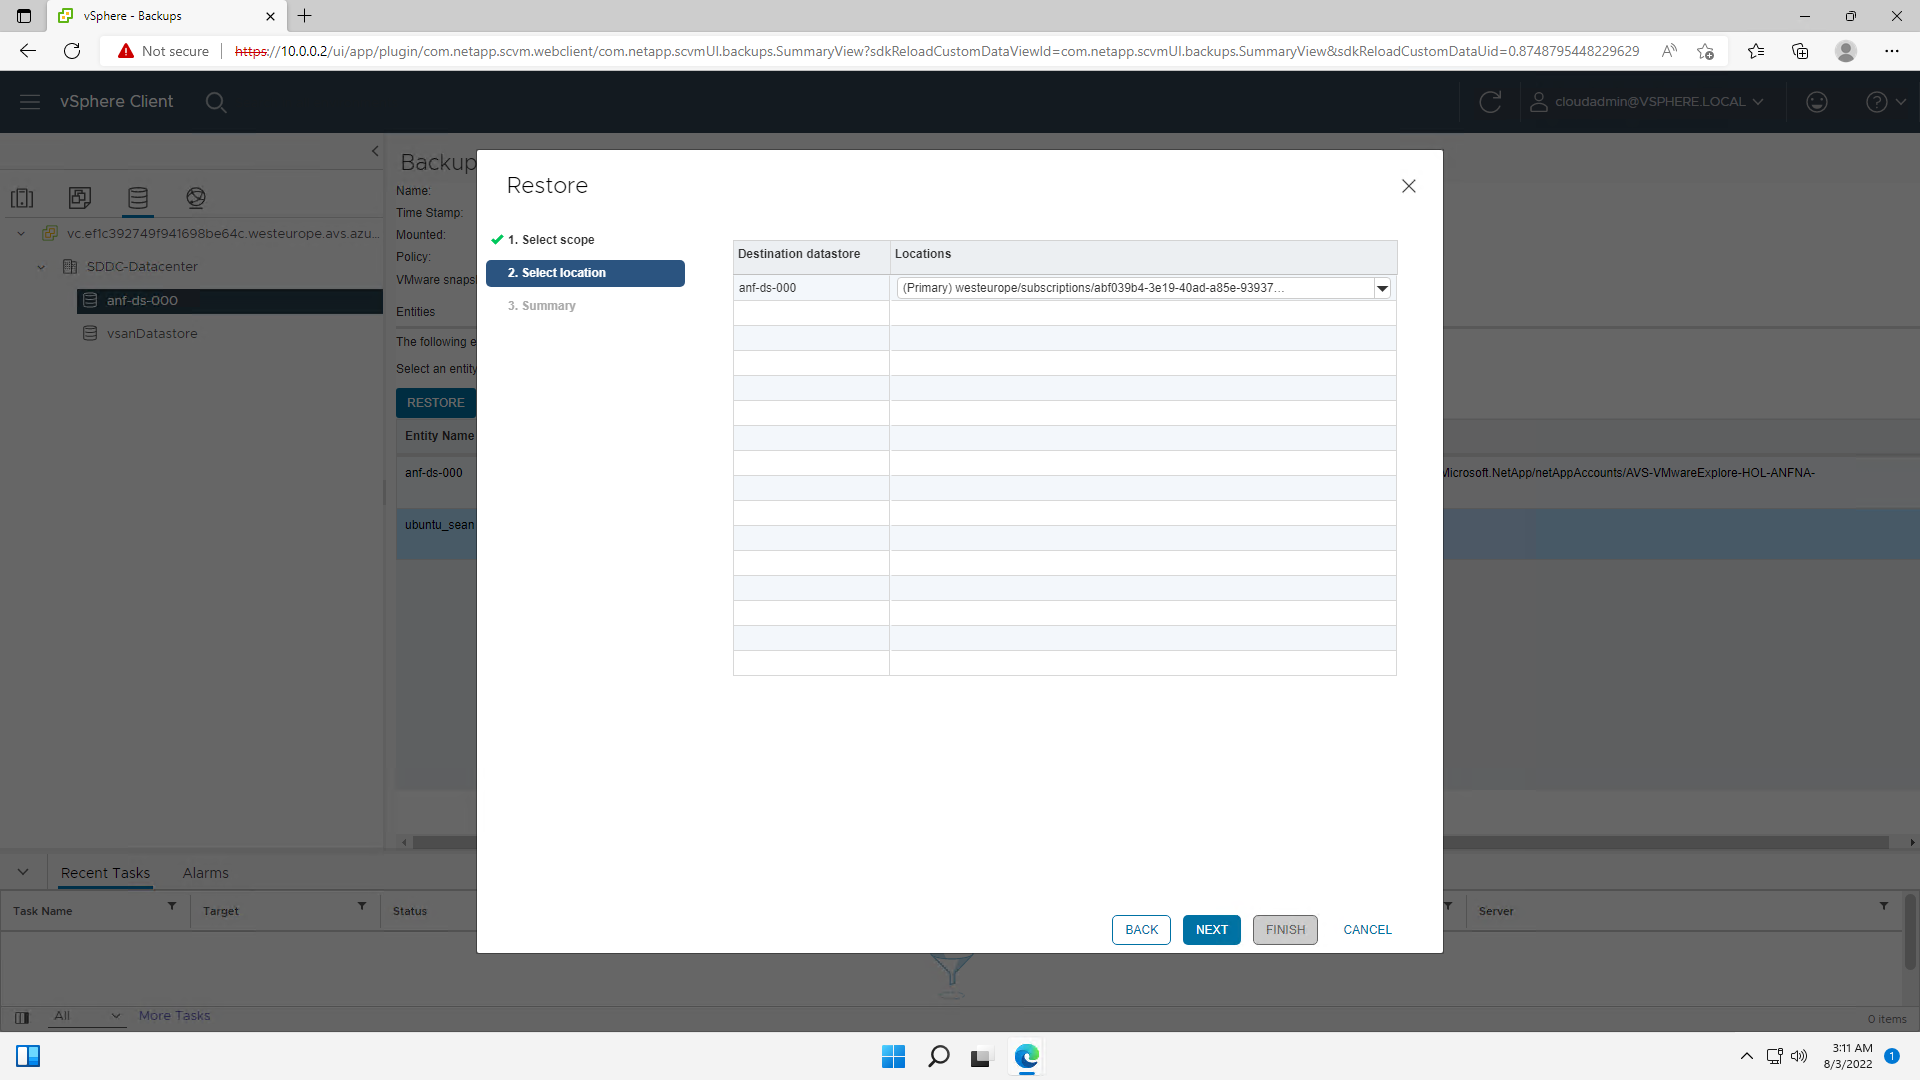 vSphere - Backups
Not secure
https://10.0.0.2/ui/app/plugin/com.netapp.scvm.webclient/com.netapp.scvmUI.backups.SummaryView?sdkReloadCustomDataViewId=com.netapp.scvmUI.backups.SummaryView&sdkReloadCustomDataUid=0.8748795448229629
vSphere Client
cloudadmin@VSPHERE.LOCAL
Backup
Name:
Time Stamp:
Mounted:
Policy:
VMware snaps
Entities
The following e
Select an entity
RESTORE
Entity Name
anf-ds-000
ubuntu_sean
Microsoft.NetApp/netAppAccounts/AVS-VMwareExplore-HOL-ANFNA-
vc.ef1c392749f941698be64c.westeurope.avs.azu...
SDDC-Datacenter
anf-ds-000
vsanDatastore
Restore
1. Select scope
2. Select location
3. Summary
Destination datastore
Locations
anf-ds-000
(Primary) westeurope/subscriptions/abf039b4-3e19-40ad-a85e-93937...
BACK
NEXT
FINISH
CANCEL
Recent Tasks
Alarms
Task Name
Target
Status
Server
All
More Tasks
0 items
3:11 AM
8/3/2022
1